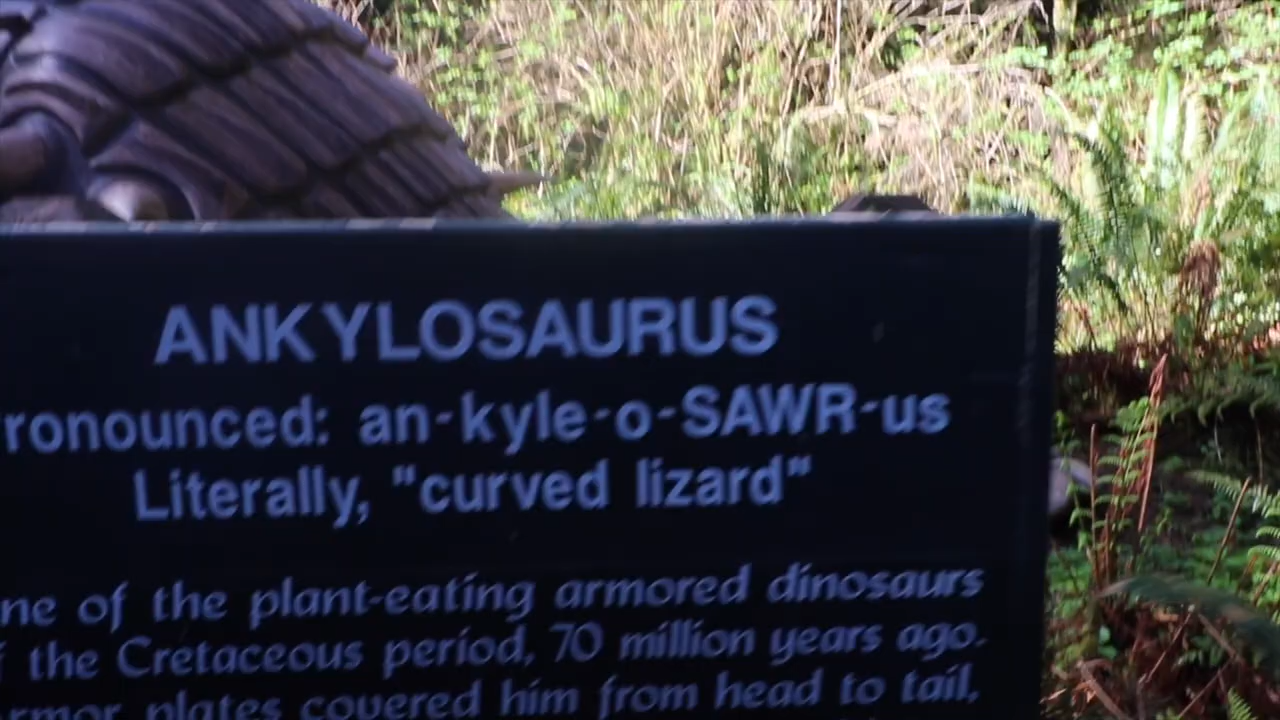 ANKYLOSAURUS
ronounced: an-kyle-o-SAWR-us
Literally, "curved lizard"
ne of the plant-eating armored dinosaurs
f the Cretaceous period, 70 million years ago.
rmor plates covered him from head to tail,